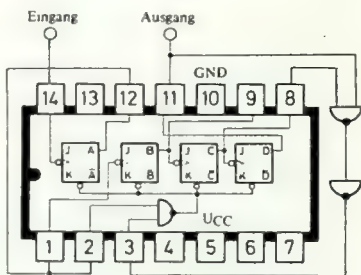 Eingang Ausgang
GND
14 13 12 11 10 9 8
J A J B J C J D
K A̅ K B̅ K C̅ K D̅
UCC
1 2 3 4 5 6 7